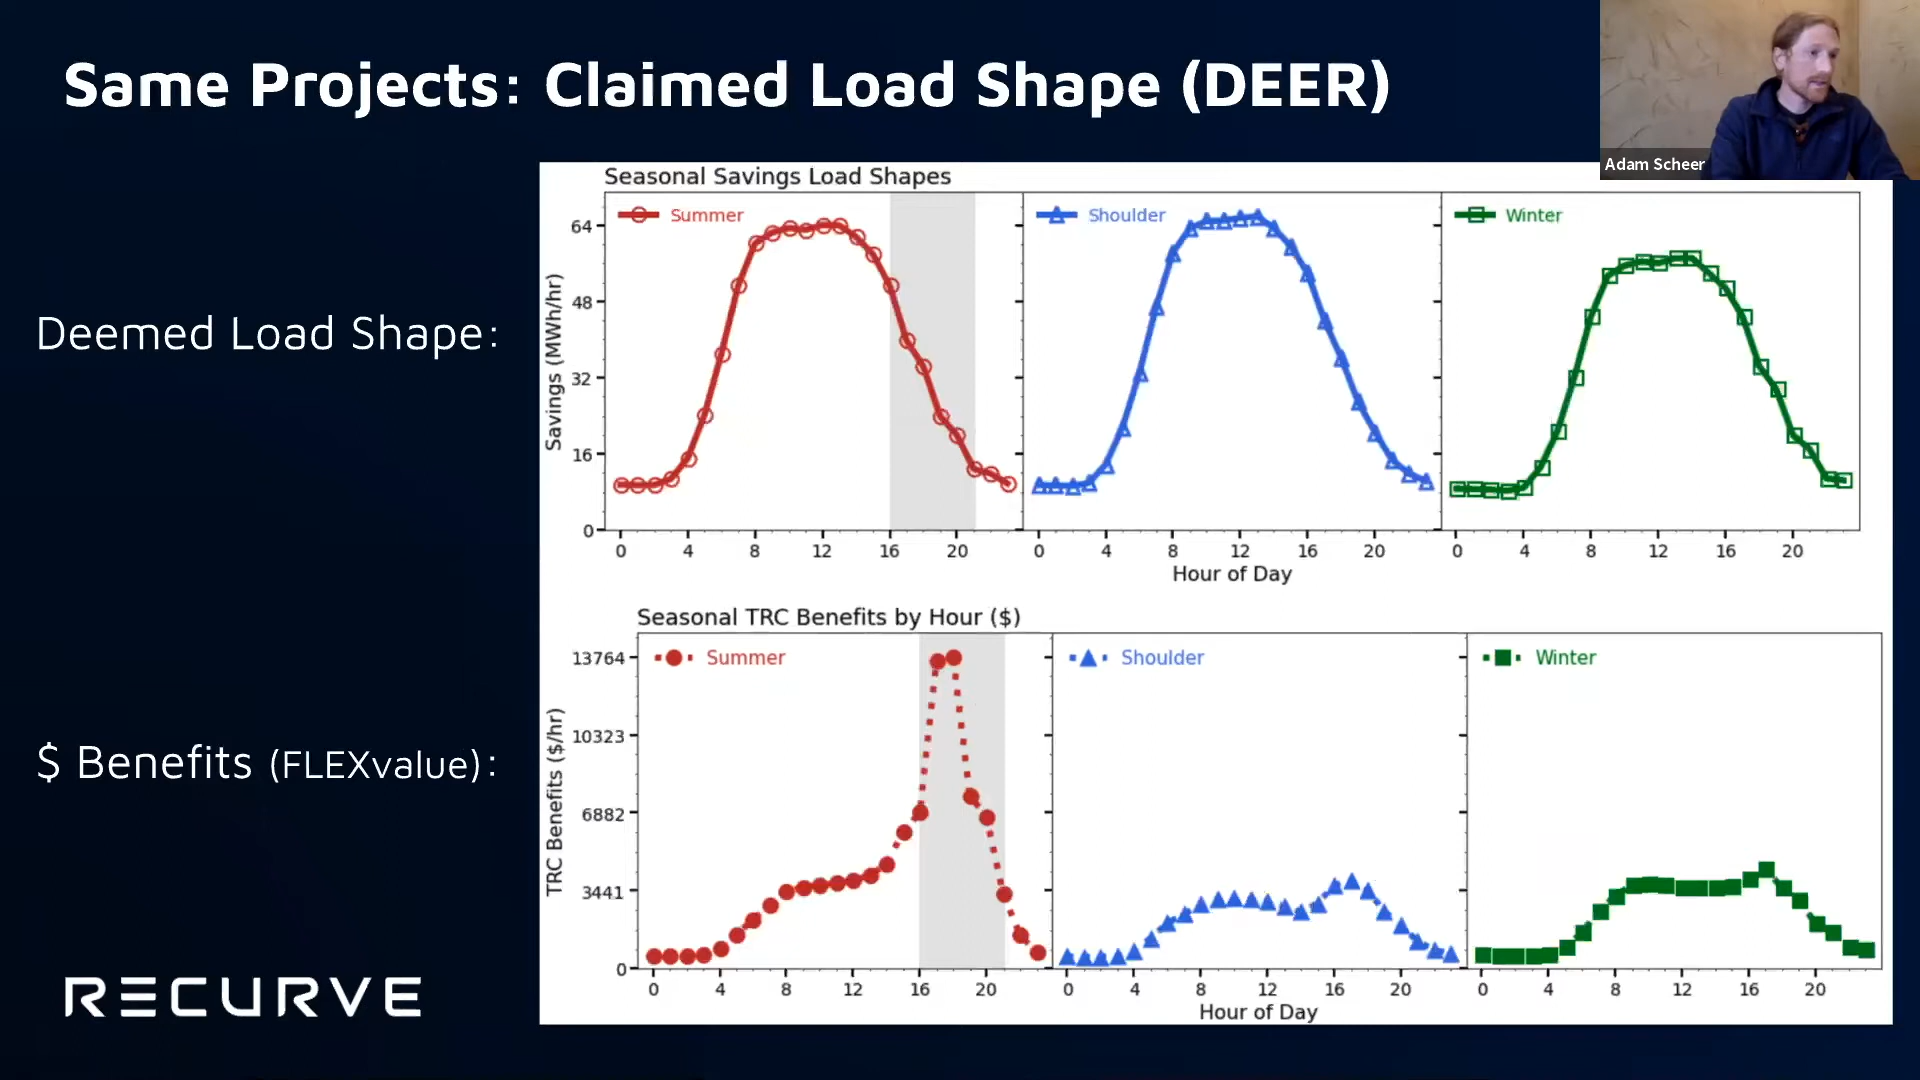 Same Projects: Claimed Load Shape (DEER)
Adam Scheer
Deemed Load Shape:
Seasonal Savings Load Shapes
Summer
Shoulder
Winter
Savings (MWh/hr)
64
48
32
16
0
0 4 8 12 16 20
0 4 8 12 16 20
0 4 8 12 16 20
Hour of Day
$ Benefits (FLEXvalue):
Seasonal TRC Benefits by Hour ($)
Summer
Shoulder
Winter
TRC Benefits ($/hr)
13764
10323
6882
3441
0
0 4 8 12 16 20
0 4 8 12 16 20
0 4 8 12 16 20
Hour of Day
RECURVE